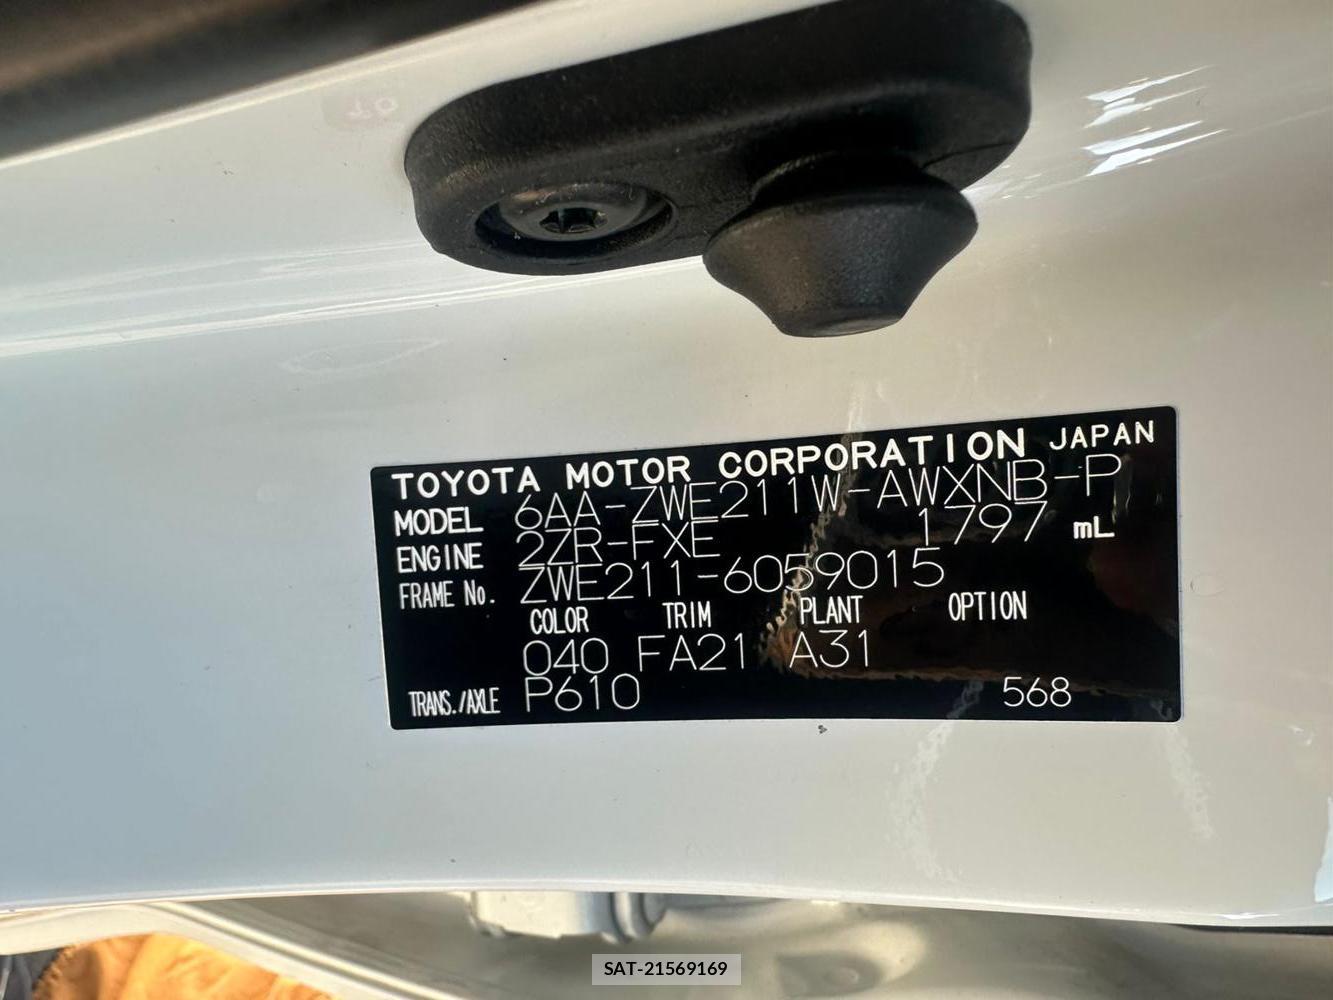 TOYOTA MOTOR CORPORATION JAPAN
MODEL 6AA-ZWE211W-AWXNB-P
ENGINE 2ZR-FXE 1797 mL
FRAME No. ZWE211-6059015
COLOR TRIM PLANT OPTION
040 FA21 A31
TRANS./AXLE P610 568
SAT-21569169